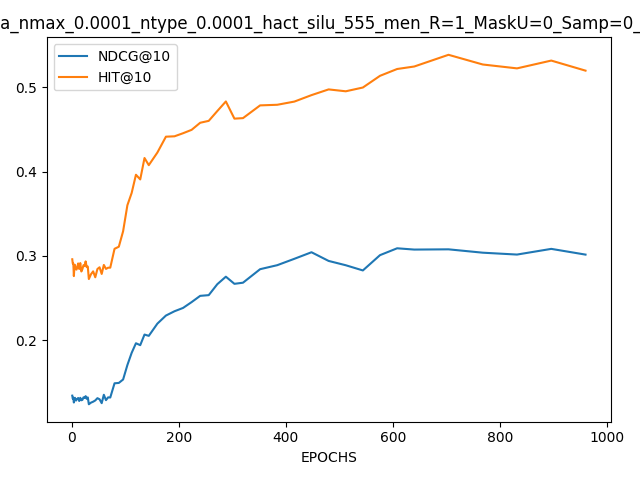 a_nmax_0.0001_ntype_0.0001_hact_silu_555_men_R=1_MaskU=0_Samp=0_
NDCG@10
HIT@10
0.5
0.4
0.3
0.2
0 200 400 600 800 1000
EPOCHS